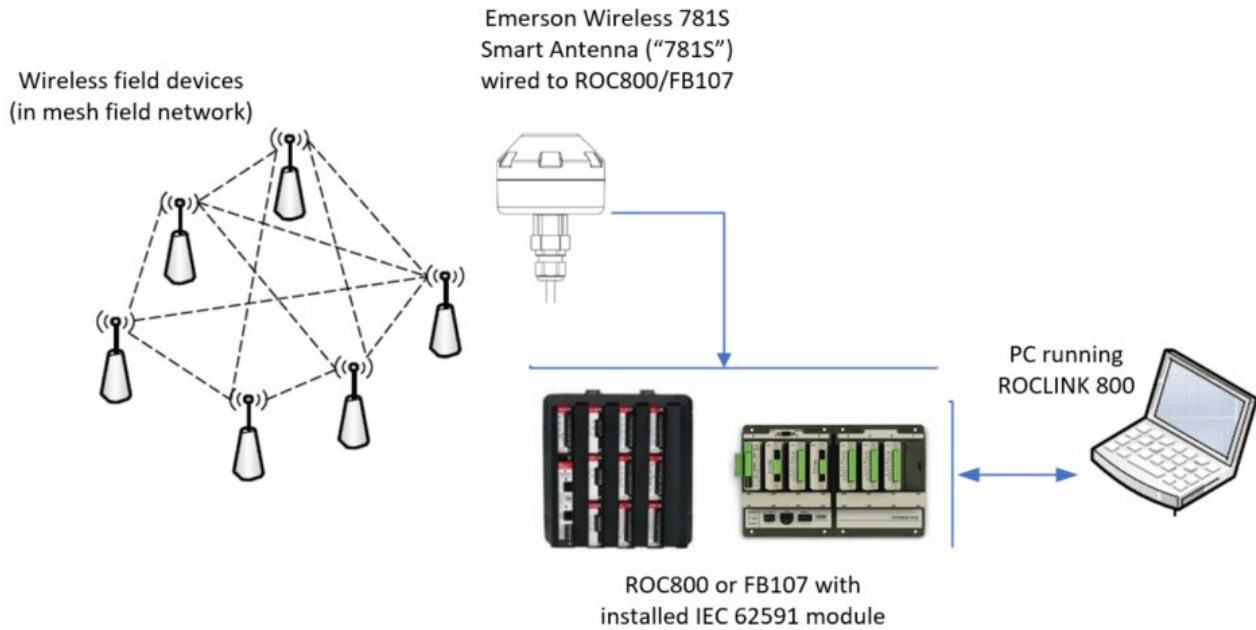 Emerson Wireless 781S
Smart Antenna (“781S”)
wired to ROC800/FB107
Wireless field devices
(in mesh field network)
PC running
ROCLINK 800
ROC800 or FB107 with
installed IEC 62591 module